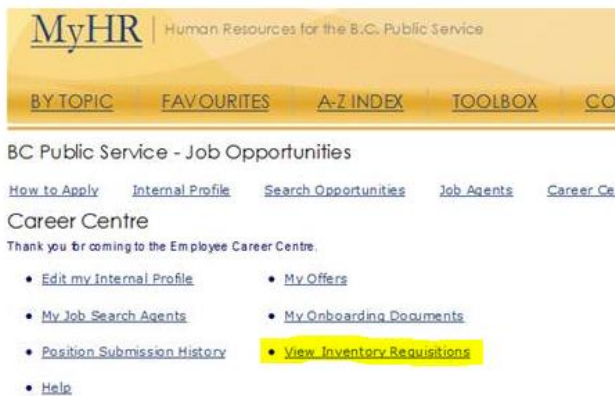 MyHR Human Resources for the B.C. Public Service
BY TOPIC FAVOURITES A-Z INDEX TOOLBOX CO
BC Public Service - Job Opportunities
How to Apply Internal Profile Search Opportunities Job Agents Career Ce
Career Centre
Thank you for coming to the Employee Career Centre.
• Edit my Internal Profile • My Offers
• My Job Search Agents • My Onboarding Documents
• Position Submission History • View Inventory Requisitions
• Help